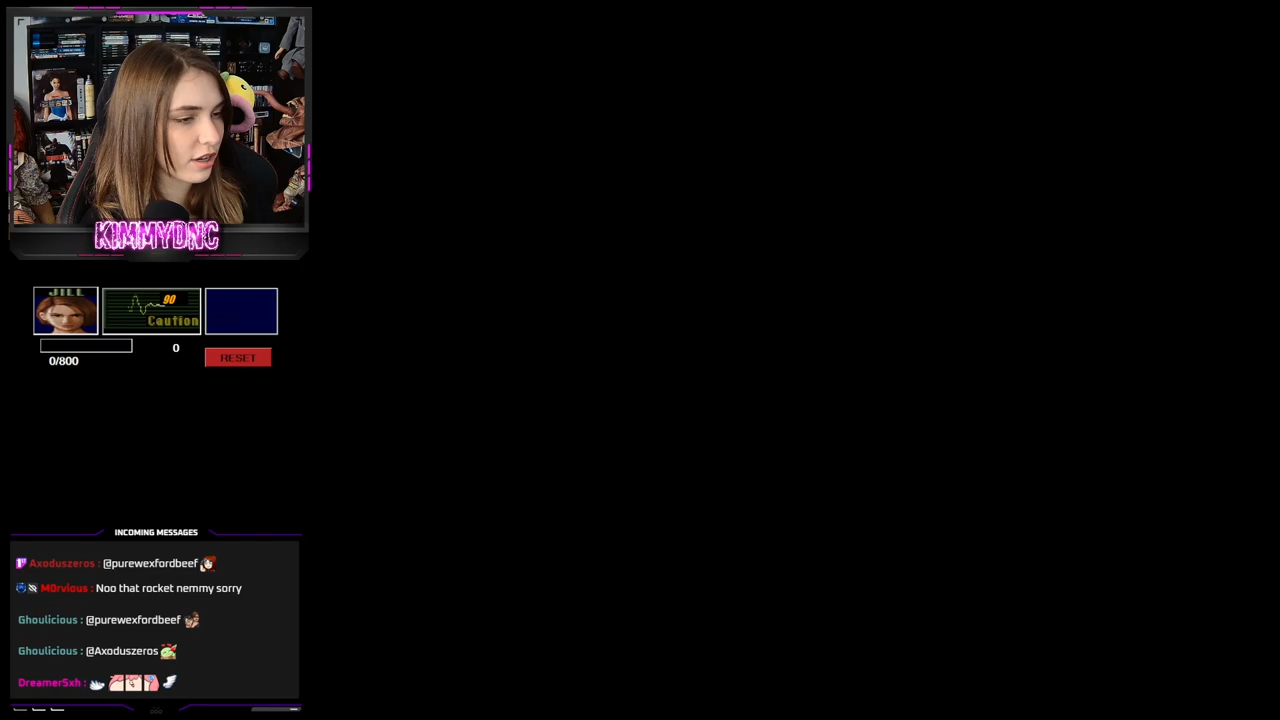 KIMMYDNC
JILL
90
Caution
0
0/800
RESET
INCOMING MESSAGES
Axoduszeros : @purewexfordbeef
M0rvious : Noo that rocket nemmy sorry
Ghoulicious : @purewexfordbeef
Ghoulicious : @Axoduszeros
DreamerSxh :